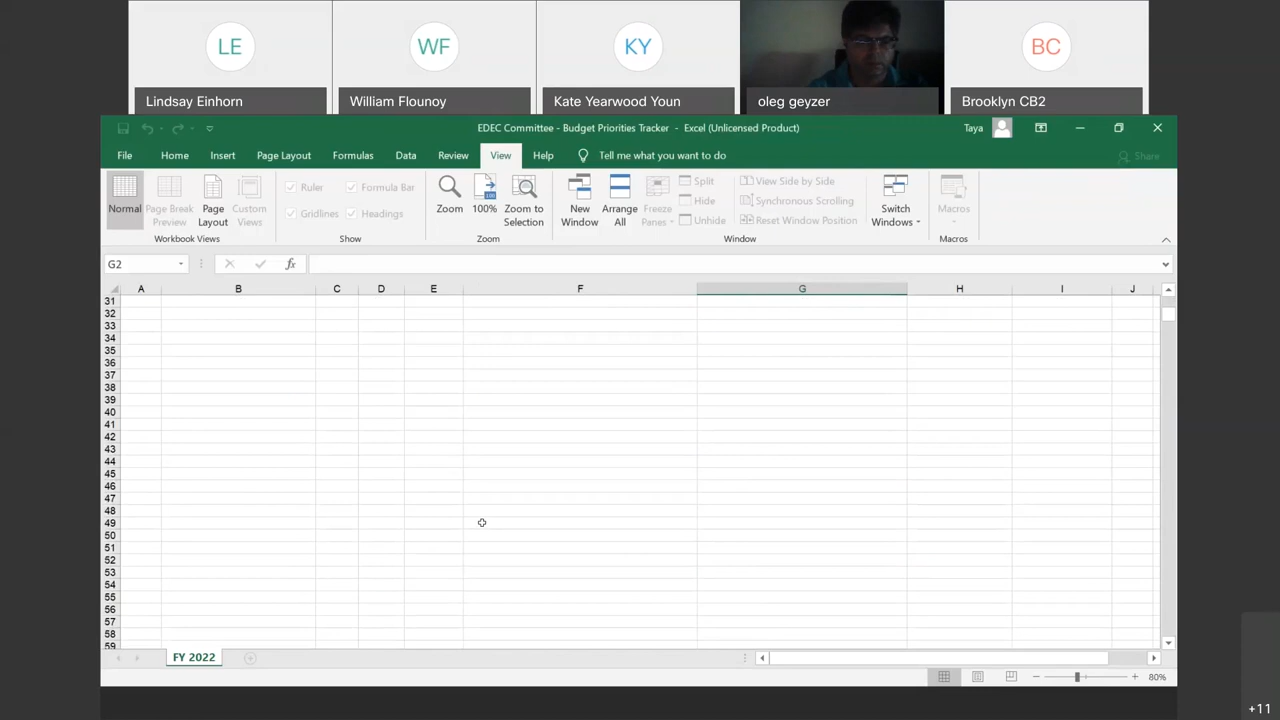 LE WF KY BC
Lindsay Einhorn William Flounoy Kate Yearwood Youn oleg geyzer Brooklyn CB2
EDEC Committee - Budget Priorities Tracker - Excel (Unlicensed Product) Taya
File Home Insert Page Layout Formulas Data Review View Help Tell me what you want to do Share
Normal Page Break Preview Page Layout Custom Views
Workbook Views
Ruler Formula Bar
Gridlines Headings
Show
Zoom 100% Zoom to Selection
Zoom
New Window Arrange All Freeze Panes Split Hide Unhide
View Side by Side
Synchronous Scrolling
Reset Window Position
Switch Windows
Window
Macros
Macros
G2 fx
A B C D E F G H I J
31
32
33
34
35
36
37
38
39
40
41
42
43
44
45
46
47
48
49
50
51
52
53
54
55
56
57
58
59
FY 2022
80%
+11